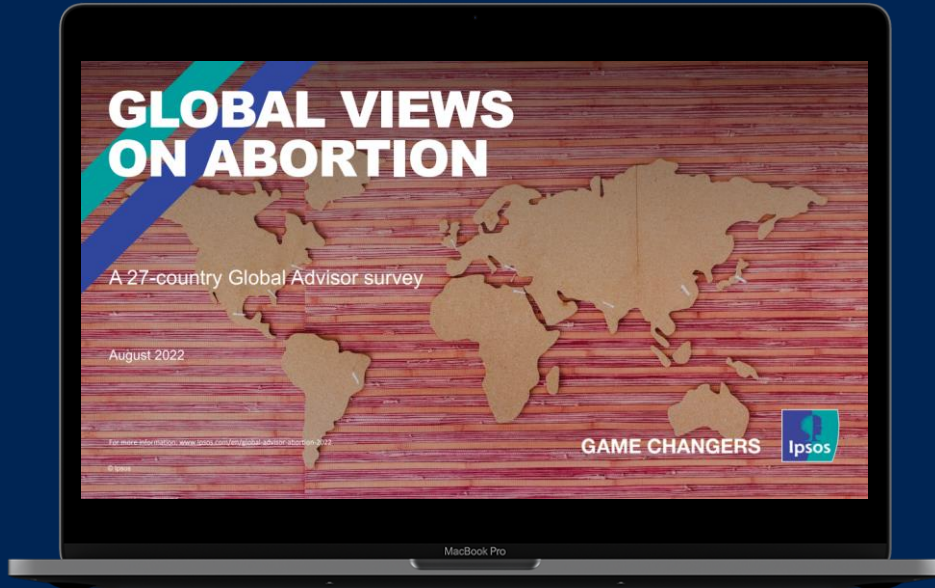 GLOBAL VIEWS
ON ABORTION
A 27-country Global Advisor survey
August 2022
For more information: www.ipsos.com/en/global-advisor-abortion-2022
© Ipsos
GAME CHANGERS
Ipsos
MacBook Pro